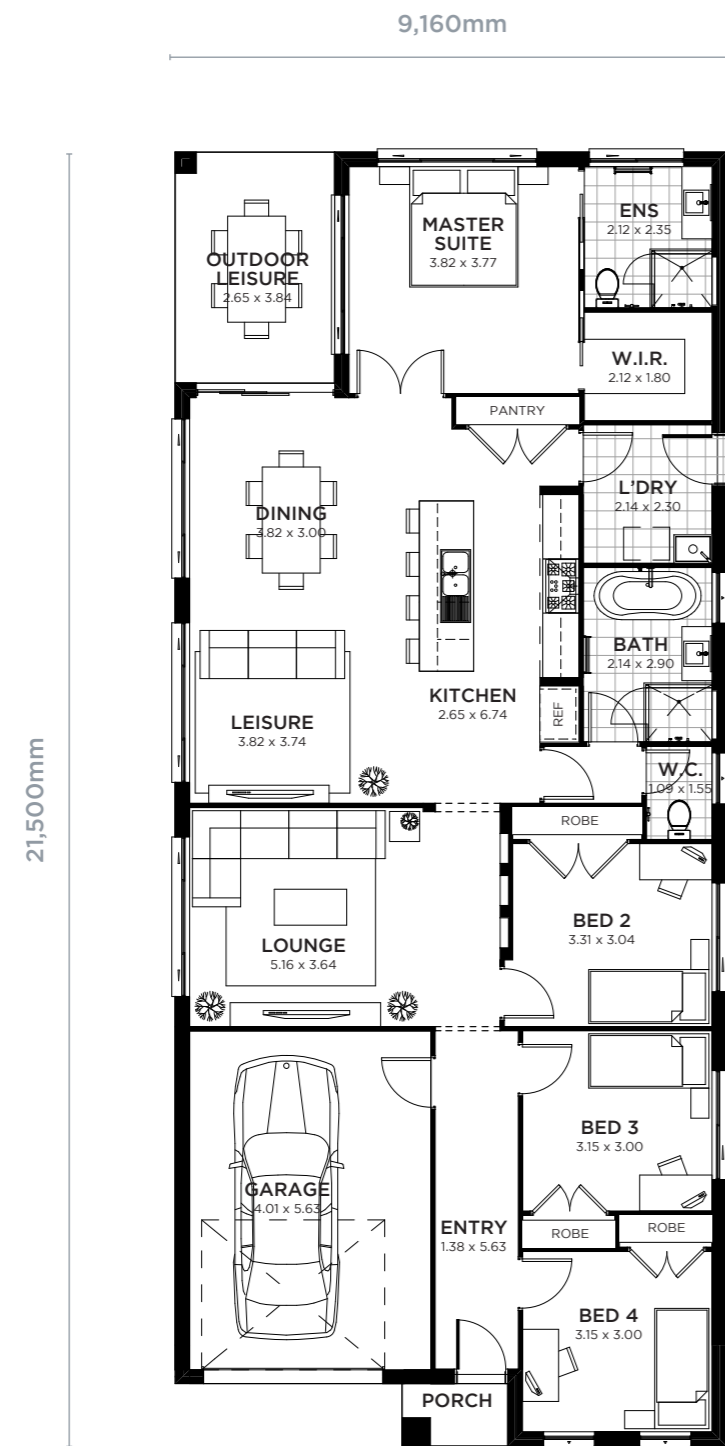 9,160mm
21,500mm
OUTDOOR
LEISURE
2.65 x 3.84
MASTER
SUITE
3.82 x 3.77
ENS
2.12 x 2.35
W.I.R.
2.12 x 1.80
PANTRY
L'DRY
2.14 x 2.30
DINING
3.82 x 3.00
BATH
2.14 x 2.90
KITCHEN
2.65 x 6.74
REF
LEISURE
3.82 x 3.74
W.C.
1.09 x 1.55
ROBE
BED 2
3.31 x 3.04
LOUNGE
5.16 x 3.64
BED 3
3.15 x 3.00
GARAGE
4.01 x 5.63
ENTRY
1.38 x 5.63
ROBE
ROBE
BED 4
3.15 x 3.00
PORCH